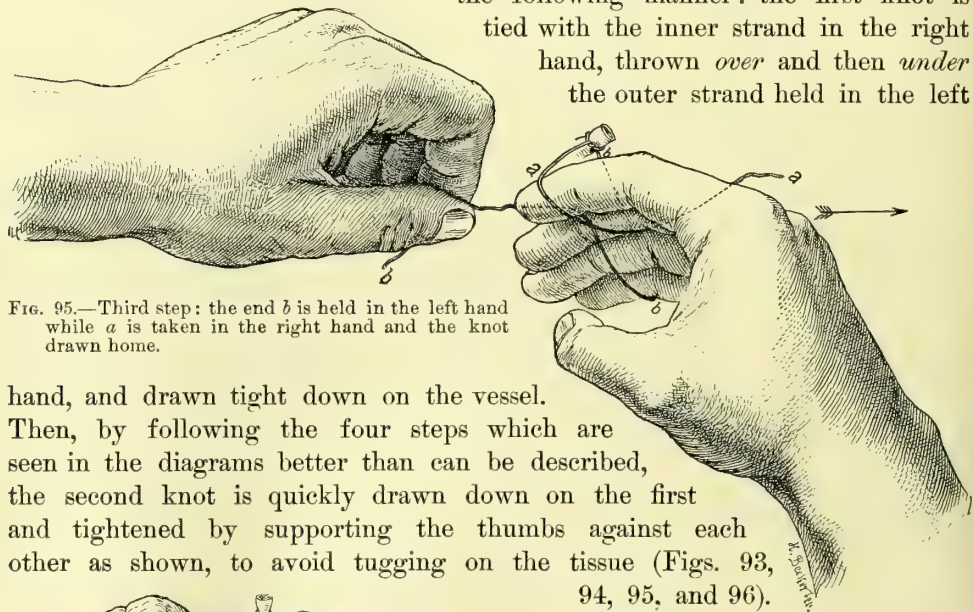 the following manner: the first knot is
tied with the inner strand in the right
hand, thrown over and then under
the outer strand held in the left
a
a
b
b
FIG. 95.—Third step: the end b is held in the left hand
while a is taken in the right hand and the knot
drawn home.
hand, and drawn tight down on the vessel.
Then, by following the four steps which are
seen in the diagrams better than can be described,
the second knot is quickly drawn down on the first
and tightened by supporting the thumbs against each
other as shown, to avoid tugging on the tissue (Figs. 93,
94, 95, and 96).